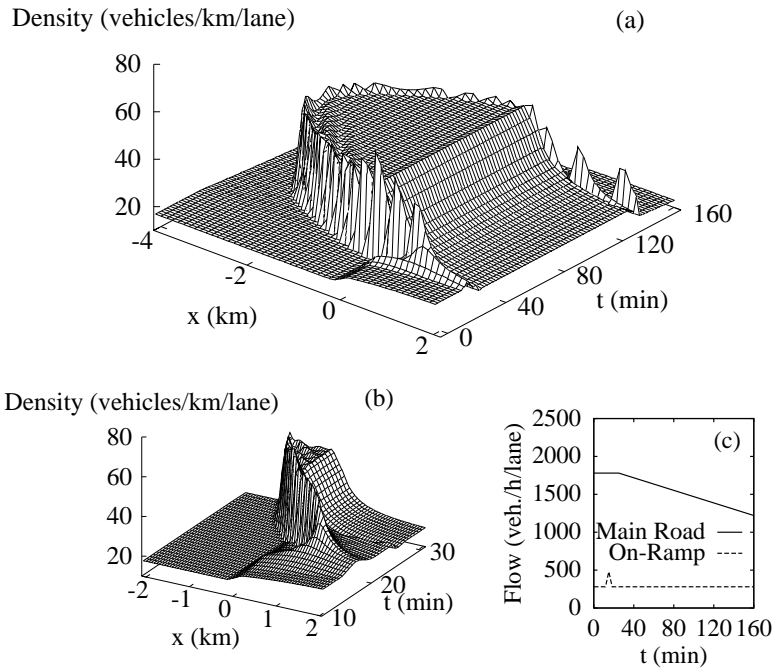 Density (vehicles/km/lane)
(a)
80
60
40
20
-4
-2
0
2
x (km)
0
40
80
120
160
t (min)
Density (vehicles/km/lane)
(b)
80
60
40
20
-2
-1
0
1
2
x (km)
10
20
30
t (min)
(c)
Flow (veh./h/lane)
2500
2000
1500
1000
500
0
Main Road
On-Ramp
0 40 80 120 160
t (min)